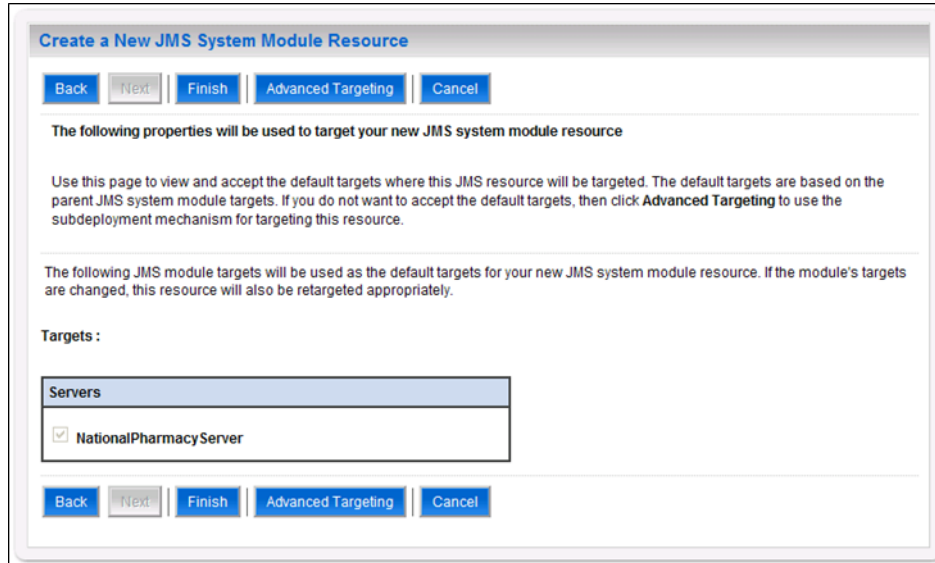 Create a New JMS System Module Resource
Back Next Finish Advanced Targeting Cancel
The following properties will be used to target your new JMS system module resource
Use this page to view and accept the default targets where this JMS resource will be targeted. The default targets are based on the
parent JMS system module targets. If you do not want to accept the default targets, then click Advanced Targeting to use the
subdeployment mechanism for targeting this resource.
The following JMS module targets will be used as the default targets for your new JMS system module resource. If the module's targets
are changed, this resource will also be retargeted appropriately.
Targets :
Servers
NationalPharmacyServer
Back Next Finish Advanced Targeting Cancel